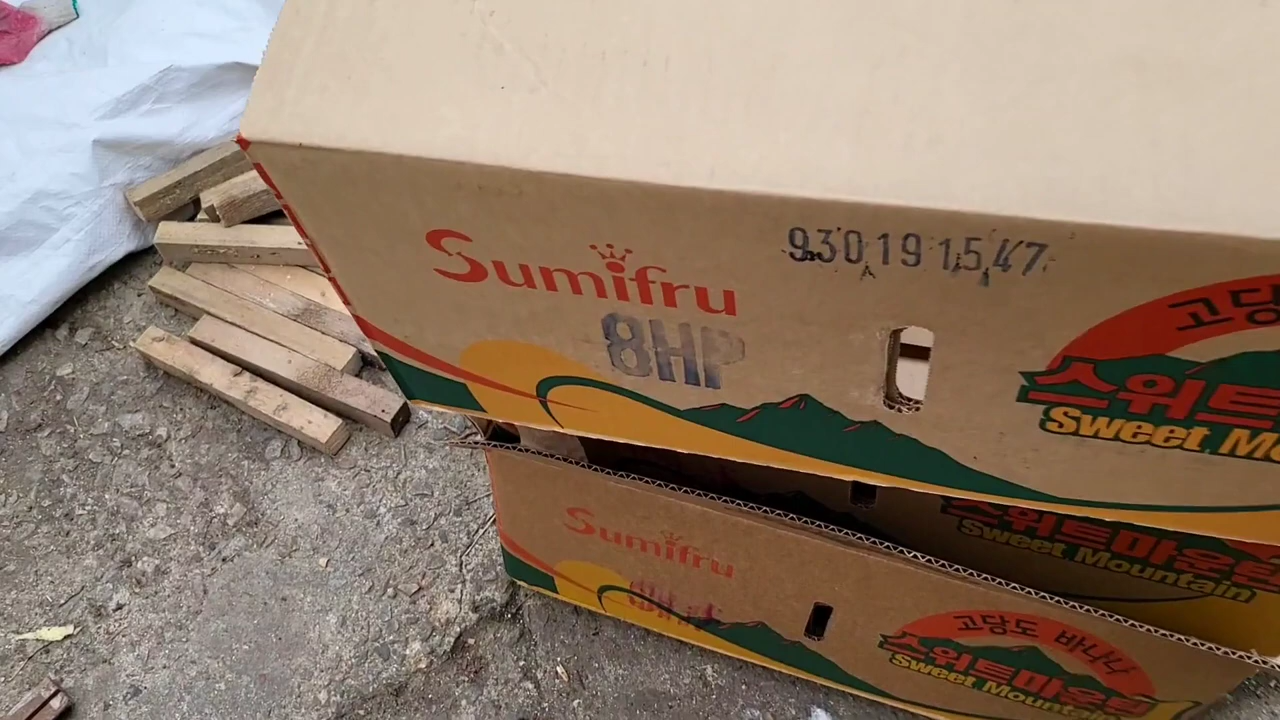 Sumifru
930191547
8HP
고당
스위트
Sweet Mo
스위트마운틴
Sweet Mountain
Sumifru
고당도 바나나
스위트마운틴
Sweet Mountain